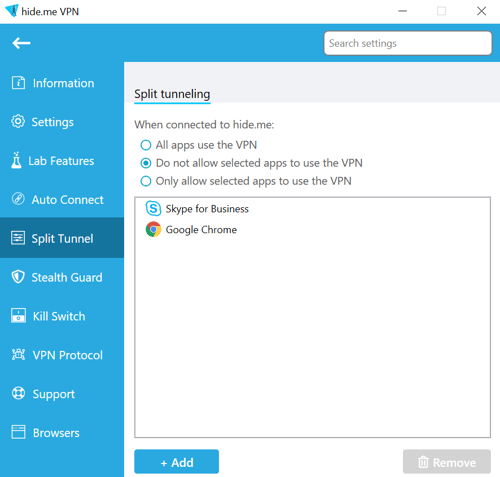 hide.me VPN
Search settings
Information
Settings
Lab Features
Auto Connect
Split Tunnel
Stealth Guard
Kill Switch
VPN Protocol
Support
Browsers
Split tunneling
When connected to hide.me:
All apps use the VPN
Do not allow selected apps to use the VPN
Only allow selected apps to use the VPN
Skype for Business
Google Chrome
+ Add
Remove